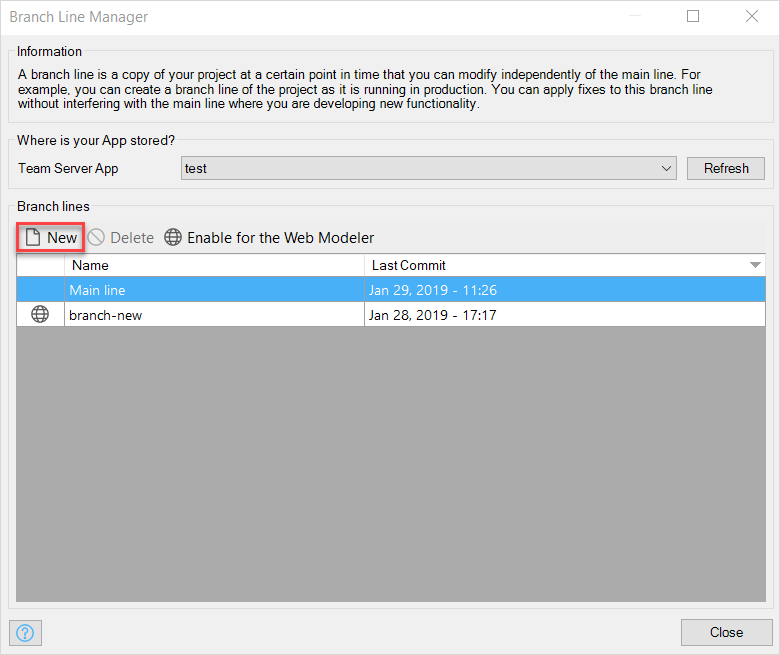 Branch Line Manager
Information
A branch line is a copy of your project at a certain point in time that you can modify independently of the main line. For
example, you can create a branch line of the project as it is running in production. You can apply fixes to this branch line
without interfering with the main line where you are developing new functionality.
Where is your App stored?
Team Server App test Refresh
Branch lines
New Delete Enable for the Web Modeler
Name Last Commit
Main line Jan 29, 2019 - 11:26
branch-new Jan 28, 2019 - 17:17
? Close